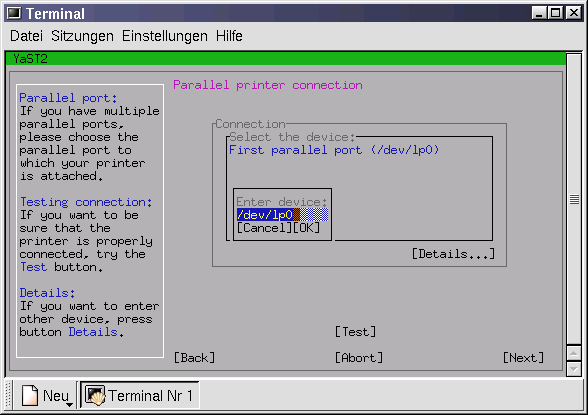 Terminal
Datei Sitzungen Einstellungen Hilfe
YaST2
Parallel printer connection
Parallel port:
If you have multiple
parallel ports,
please choose the
parallel port to
which your printer
is attached.
Testing connection:
If you want to be
sure that the
printer is properly
connected, try the
Test button.
Details:
If you want to enter
other device, press
button Details.
Connection
Select the device:
First parallel port (/dev/lp0)
Enter device:
/dev/lp0
[Cancel][OK]
[Details...]
[Test]
[Back] [Abort] [Next]
Neu Terminal Nr 1